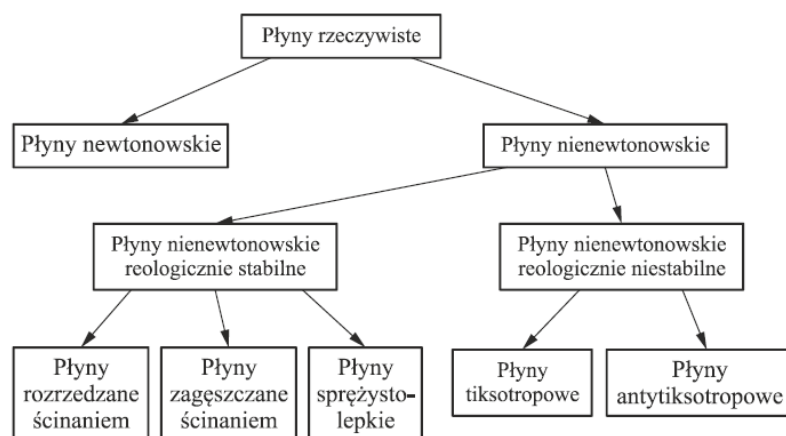 Płyny rzeczywiste
Płyny newtonowskie
Płyny nienewtonowskie
Płyny nienewtonowskie
reologicznie stabilne
Płyny nienewtonowskie
reologicznie niestabilne
Płyny
rozrzedzane
ścinaniem
Płyny
zagęszczane
ścinaniem
Płyny
sprężysto-
lepkie
Płyny
tiksotropowe
Płyny
antytiksotropowe